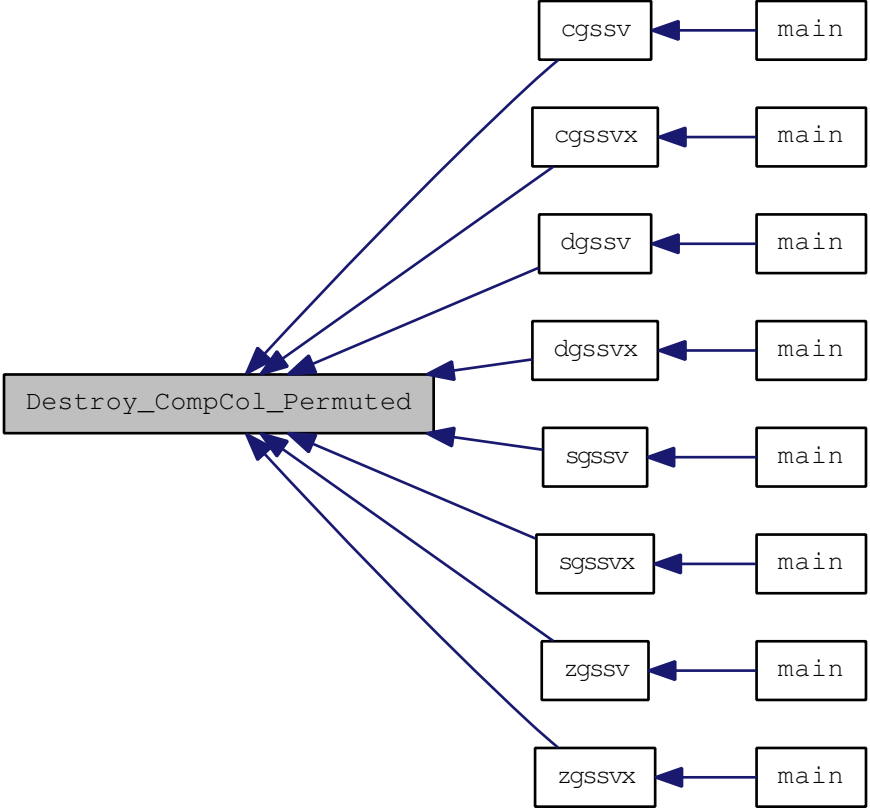 cgssv main
cgssvx main
dgssv main
dgssvx main
Destroy_CompCol_Permuted
sgssv main
sgssvx main
zgssv main
zgssvx main